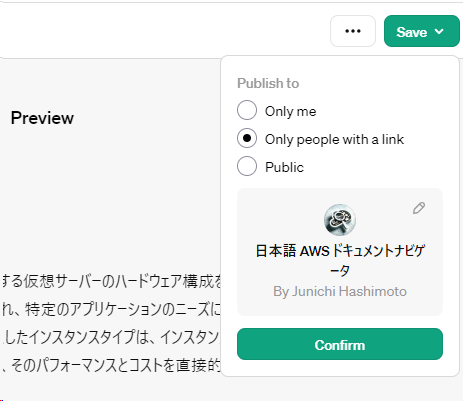 Save
Publish to
Only me
Only people with a link
Public
日本語 AWS ドキュメントナビゲ
ータ
By Junichi Hashimoto
Confirm
Preview
する仮想サーバーのハードウェア構成を
れ、特定のアプリケーションのニーズに
したインスタンスタイプは、インスタン
、そのパフォーマンスとコストを直接的